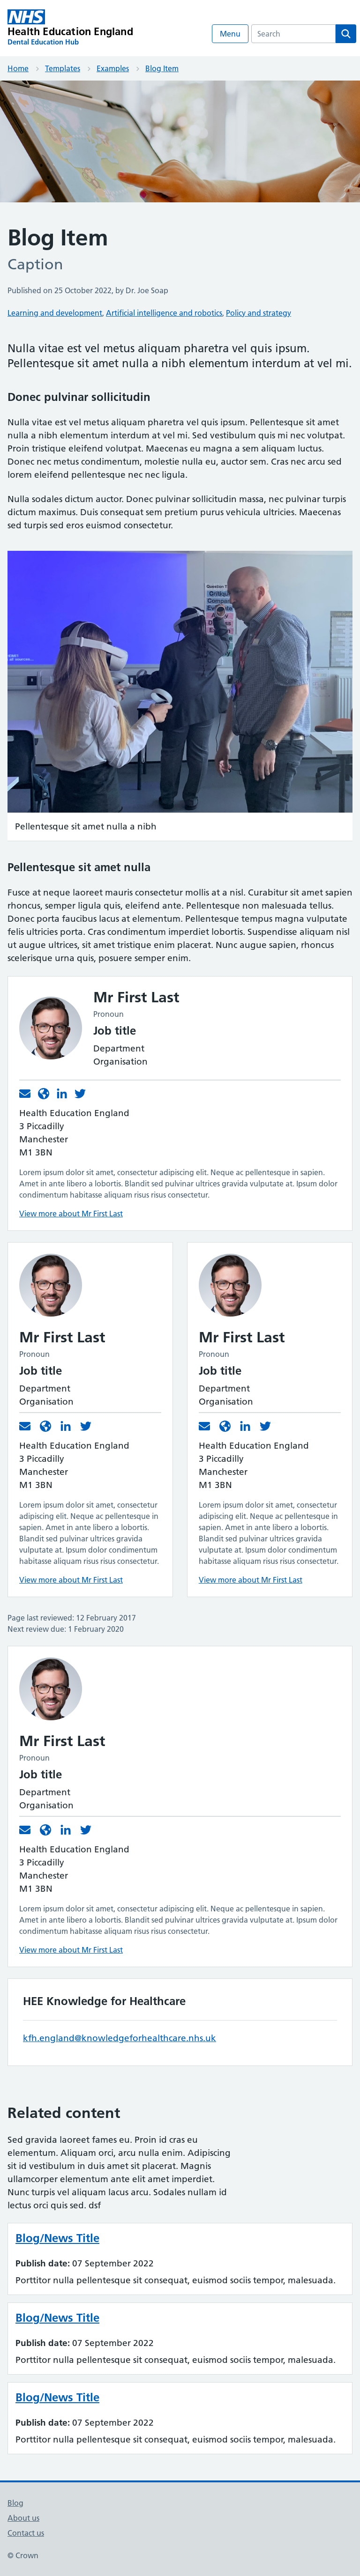 NHS
Health Education England
Dental Education Hub
Menu
Search
Home
Templates
Examples
Blog Item
Blog Item
Caption
Published on 25 October 2022, by Dr. Joe Soap
Learning and development, Artificial intelligence and robotics, Policy and strategy
Nulla vitae est vel metus aliquam pharetra vel quis ipsum.
Pellentesque sit amet nulla a nibh elementum interdum at vel mi.
Donec pulvinar sollicitudin
Nulla vitae est vel metus aliquam pharetra vel quis ipsum. Pellentesque sit amet
nulla a nibh elementum interdum at vel mi. Sed vestibulum quis mi nec volutpat.
Proin tristique eleifend volutpat. Maecenas eu magna a sem aliquam luctus.
Donec nec metus condimentum, molestie nulla eu, auctor sem. Cras nec arcu sed
lorem eleifend pellentesque nec nec ligula.
Nulla sodales dictum auctor. Donec pulvinar sollicitudin massa, nec pulvinar turpis
dictum maximus. Duis consequat sem pretium purus vehicula ultricies. Maecenas
sed turpis sed eros euismod consectetur.
Pellentesque sit amet nulla a nibh
Pellentesque sit amet nulla
Fusce at neque laoreet mauris consectetur mollis at a nisl. Curabitur sit amet sapien
rhoncus, semper ligula quis, eleifend ante. Pellentesque non malesuada tellus.
Donec porta faucibus lacus at elementum. Pellentesque tempus magna vulputate
felis ultricies porta. Cras condimentum imperdiet lobortis. Suspendisse aliquam nisl
ut augue ultrices, sit amet tristique enim placerat. Nunc augue sapien, rhoncus
scelerisque urna quis, posuere semper enim.
Mr First Last
Pronoun
Job title
Department
Organisation
Health Education England
3 Piccadilly
Manchester
M1 3BN
Lorem ipsum dolor sit amet, consectetur adipiscing elit. Neque ac pellentesque in sapien.
Amet in ante libero a lobortis. Blandit sed pulvinar ultrices gravida vulputate at. Ipsum dolor
condimentum habitasse aliquam risus risus consectetur.
View more about Mr First Last
Mr First Last
Pronoun
Job title
Department
Organisation
Health Education England
3 Piccadilly
Manchester
M1 3BN
Lorem ipsum dolor sit amet, consectetur
adipiscing elit. Neque ac pellentesque in
sapien. Amet in ante libero a lobortis.
Blandit sed pulvinar ultrices gravida
vulputate at. Ipsum dolor condimentum
habitasse aliquam risus risus consectetur.
View more about Mr First Last
Mr First Last
Pronoun
Job title
Department
Organisation
Health Education England
3 Piccadilly
Manchester
M1 3BN
Lorem ipsum dolor sit amet, consectetur
adipiscing elit. Neque ac pellentesque in
sapien. Amet in ante libero a lobortis.
Blandit sed pulvinar ultrices gravida
vulputate at. Ipsum dolor condimentum
habitasse aliquam risus risus consectetur.
View more about Mr First Last
Page last reviewed: 12 February 2017
Next review due: 1 February 2020
Mr First Last
Pronoun
Job title
Department
Organisation
Health Education England
3 Piccadilly
Manchester
M1 3BN
Lorem ipsum dolor sit amet, consectetur adipiscing elit. Neque ac pellentesque in sapien.
Amet in ante libero a lobortis. Blandit sed pulvinar ultrices gravida vulputate at. Ipsum dolor
condimentum habitasse aliquam risus risus consectetur.
View more about Mr First Last
HEE Knowledge for Healthcare
kfh.england@knowledgeforhealthcare.nhs.uk
Related content
Sed gravida laoreet fames eu. Proin id cras eu
elementum. Aliquam orci, arcu nulla enim. Adipiscing
sit id vestibulum in duis amet sit placerat. Magnis
ullamcorper elementum ante elit amet imperdiet.
Nunc turpis vel aliquam lacus arcu. Sodales nullam id
lectus orci quis sed. dsf
Blog/News Title
Publish date: 07 September 2022
Porttitor nulla pellentesque sit consequat, euismod sociis tempor, malesuada.
Blog/News Title
Publish date: 07 September 2022
Porttitor nulla pellentesque sit consequat, euismod sociis tempor, malesuada.
Blog/News Title
Publish date: 07 September 2022
Porttitor nulla pellentesque sit consequat, euismod sociis tempor, malesuada.
Blog
About us
Contact us
© Crown